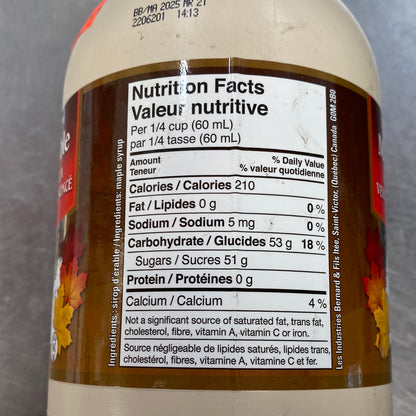 BB/MA 2025 MR 21
2206201 14:13
Nutrition Facts
Valeur nutritive
Per 1/4 cup (60 mL)
par 1/4 tasse (60 mL)
Amount % Daily Value
Teneur % valeur quotidienne
Calories / Calories 210
Fat / Lipides 0 g 0 %
Sodium / Sodium 5 mg 0 %
Carbohydrate / Glucides 53 g 18 %
Sugars / Sucres 51 g
Protein / Protéines 0 g
Calcium / Calcium 4 %
Not a significant source of saturated fat, trans fat,
cholesterol, fibre, vitamin A, vitamin C or iron.
Source négligeable de lipides saturés, lipides trans,
cholestérol, fibres, vitamine A, vitamine C et fer.
Ingrédients : sirop d'érable / Ingredients: maple syrup
Les Industries Bernard & Fils ltée, Saint Victor, (Québec) Canada G0M 2B0